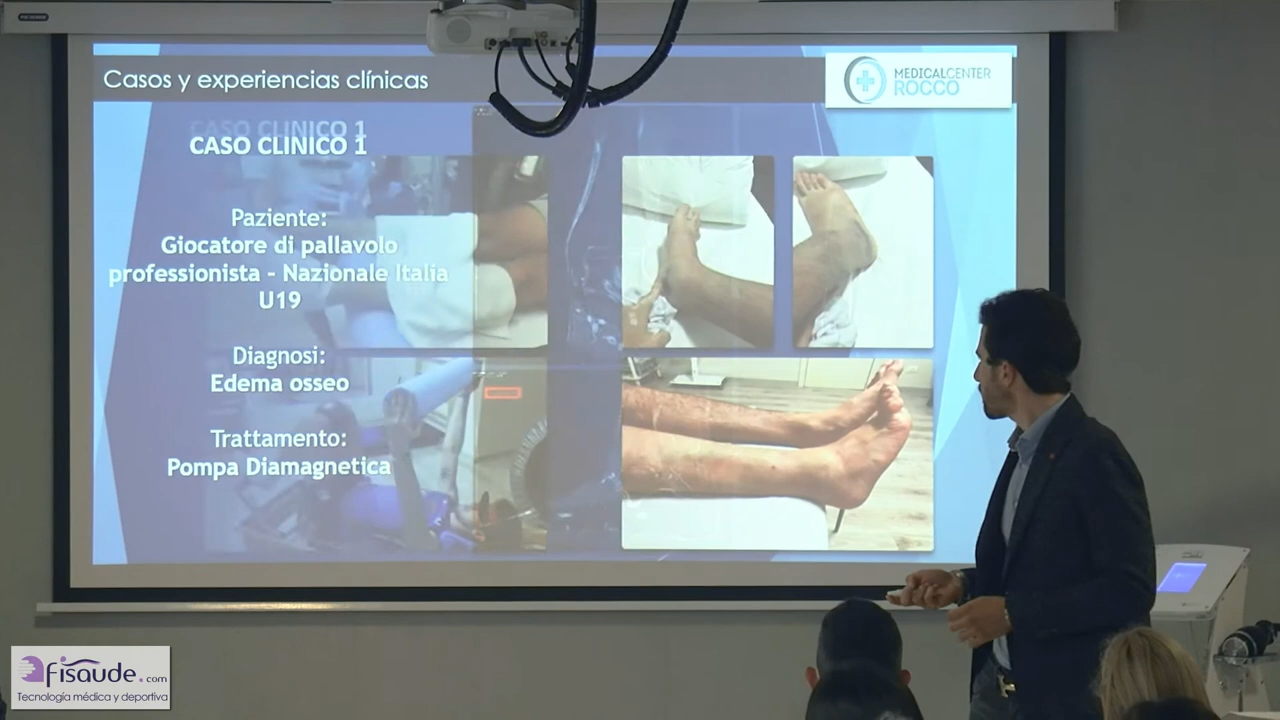 Casos y experiencias clínicas
MEDICALCENTER
ROCCO
CASO CLINICO 1
CASO CLINICO 1
Paziente:
Giocatore di pallavolo
professionista - Nazionale Italia
U19
Diagnosi:
Edema osseo
Trattamento:
Pompa Diamagnetica
fisaude.com
Tecnología médica y deportiva